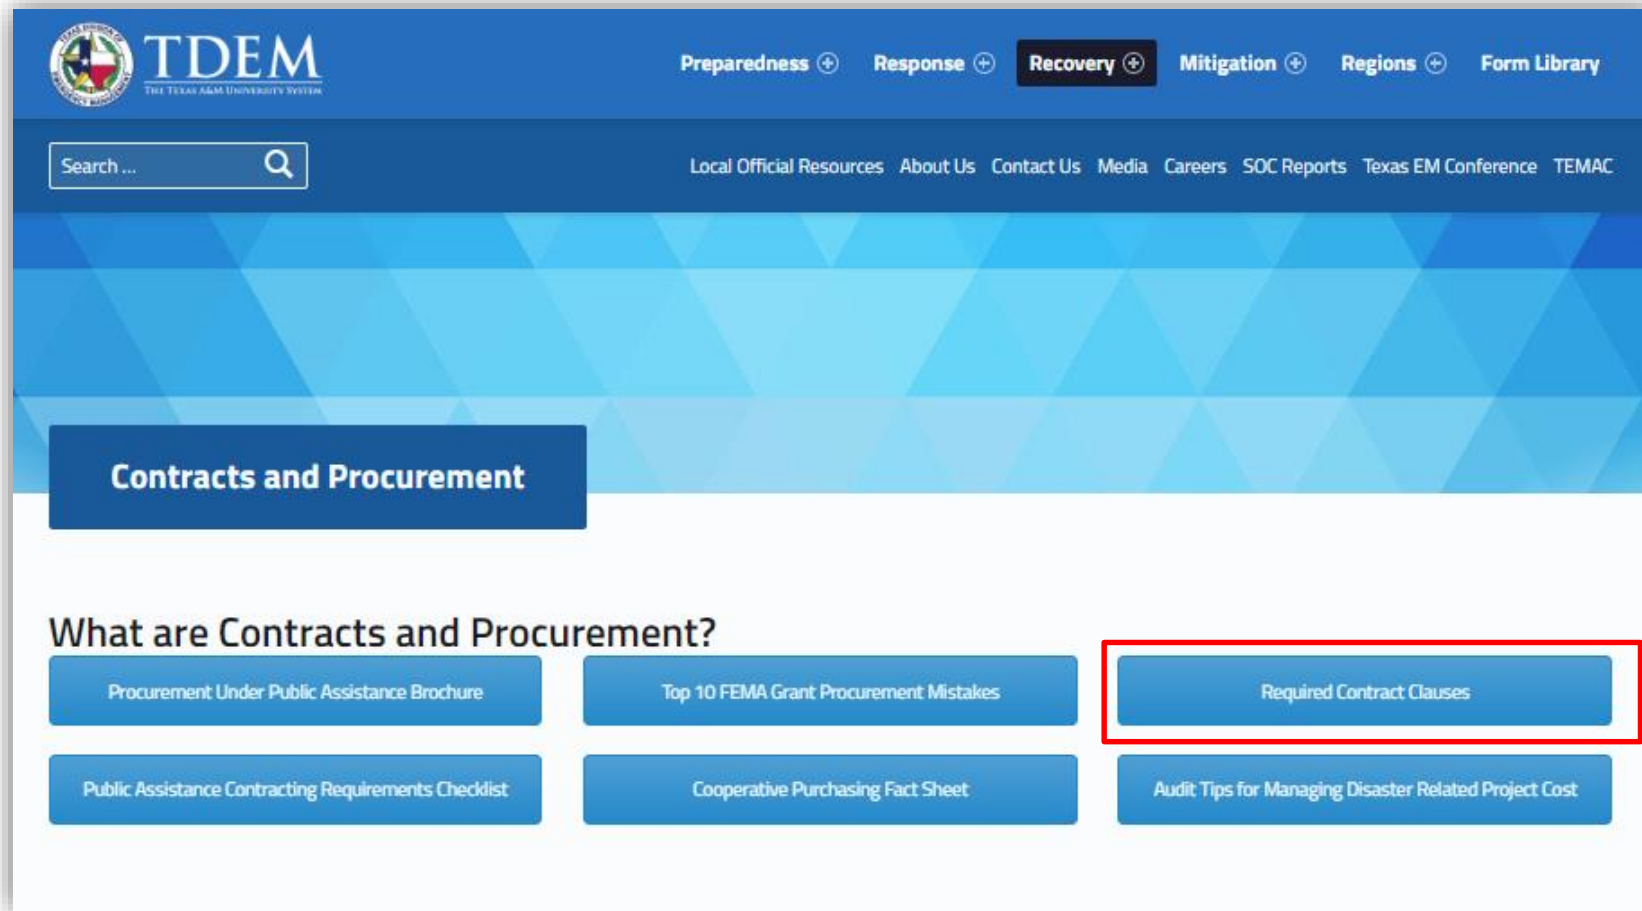 TDEM
THE TEXAS A&M UNIVERSITY SYSTEM
Preparedness Response Recovery Mitigation Regions Form Library
Search ...
Local Official Resources About Us Contact Us Media Careers SOC Reports Texas EM Conference TEMAC
Contracts and Procurement
What are Contracts and Procurement?
Procurement Under Public Assistance Brochure
Top 10 FEMA Grant Procurement Mistakes
Required Contract Clauses
Public Assistance Contracting Requirements Checklist
Cooperative Purchasing Fact Sheet
Audit Tips for Managing Disaster Related Project Cost